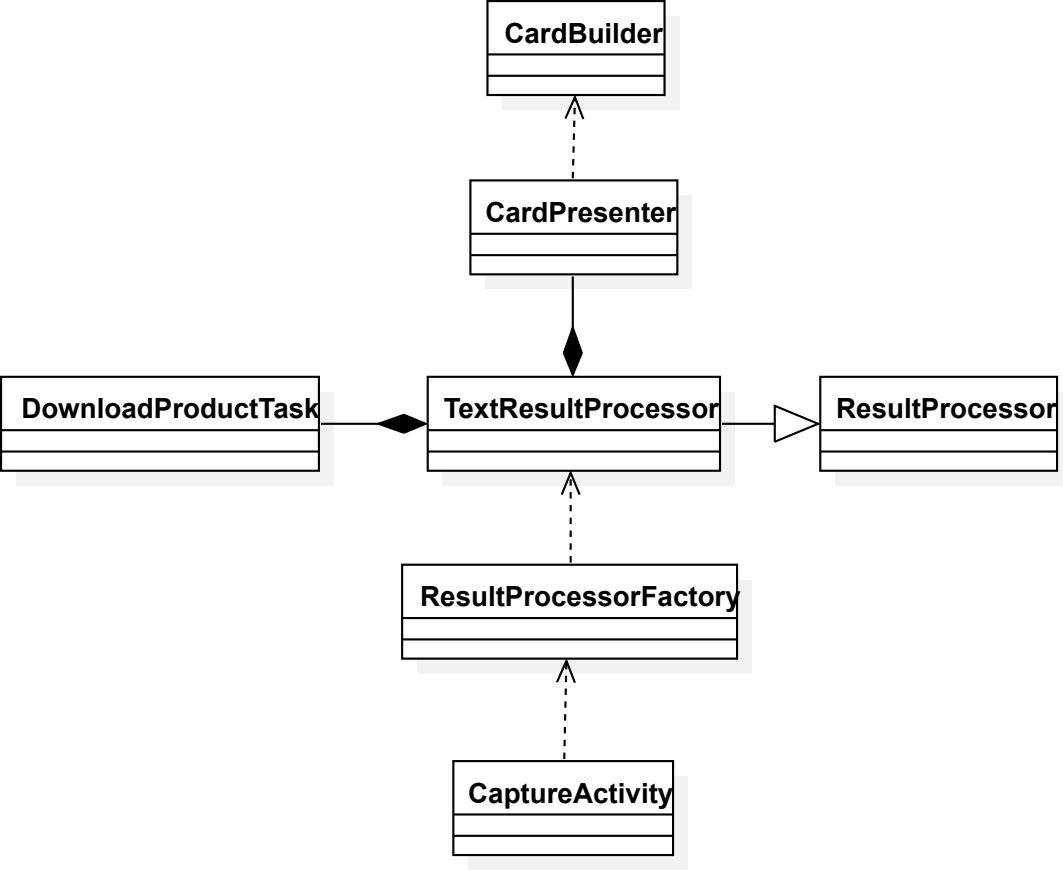 CardBuilder
CardPresenter
DownloadProductTask
TextResultProcessor
ResultProcessor
ResultProcessorFactory
CaptureActivity